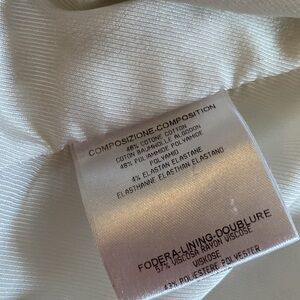 COMPOSIZIONE-COMPOSITION
48% COTONE COTTON
COTON BAUMWOLLE ALGODON
48% POLIAMMIDE POLYAMIDE
POLYAMID
4% ELASTAN ELASTANE
ELASTHANNE ELASTHAN ELASTANO
FODERA-LINING-DOUBLURE
57% VISCOSA RAYON VISCOSE
VISKOSE
43% POLIESTERE POLYESTER